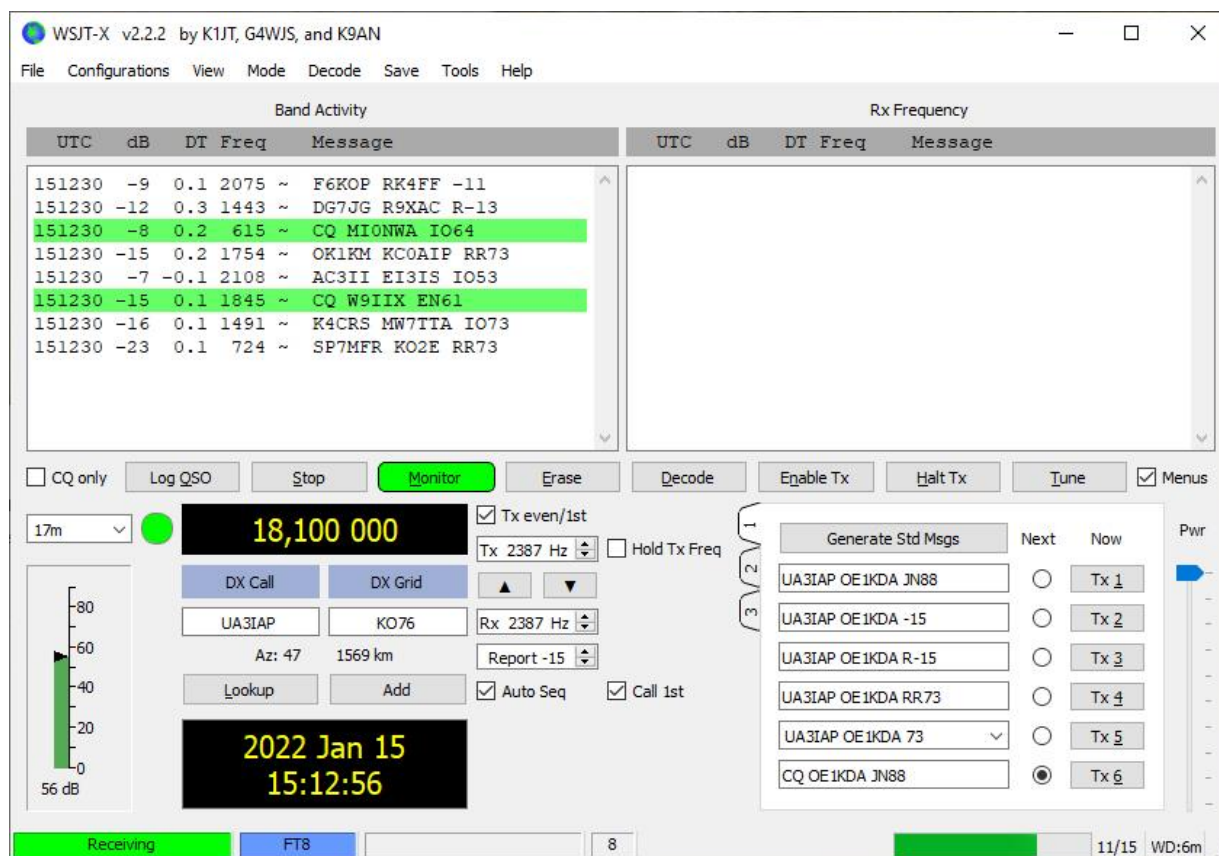 WSJT-X v2.2.2 by K1JT, G4WJS, and K9AN
File Configurations View Mode Decode Save Tools Help
Band Activity
Rx Frequency
UTC dB DT Freq Message
UTC dB DT Freq Message
151230 -9 0.1 2075 ~ F6KOP RK4FF -11
151230 -12 0.3 1443 ~ DG7JG R9XAC R-13
151230 -8 0.2 615 ~ CQ MI0NWA IO64
151230 -15 0.2 1754 ~ OK1KM KC0AIP RR73
151230 -7 -0.1 2108 ~ AC3II EI3IS IO53
151230 -15 0.1 1845 ~ CQ W9IIX EN61
151230 -16 0.1 1491 ~ K4CRS MW7TTA IO73
151230 -23 0.1 724 ~ SP7MFR KO2E RR73
CQ only Log QSO Stop Monitor Erase Decode Enable Tx Halt Tx Tune Menus
17m
18,100 000
Tx even/1st
Tx 2387 Hz
Hold Tx Freq
DX Call DX Grid
UA3IAP KO76
Rx 2387 Hz
Az: 47 1569 km
Report -15
Lookup Add
Auto Seq
Call 1st
2022 Jan 15
15:12:56
80
60
40
20
0
56 dB
1
2
3
Generate Std Msgs Next Now
UA3IAP OE1KDA JN88 Tx 1
UA3IAP OE1KDA -15 Tx 2
UA3IAP OE1KDA R-15 Tx 3
UA3IAP OE1KDA RR73 Tx 4
UA3IAP OE1KDA 73 Tx 5
CQ OE1KDA JN88 Tx 6
Pwr
Receiving FT8 8 11/15 WD:6m